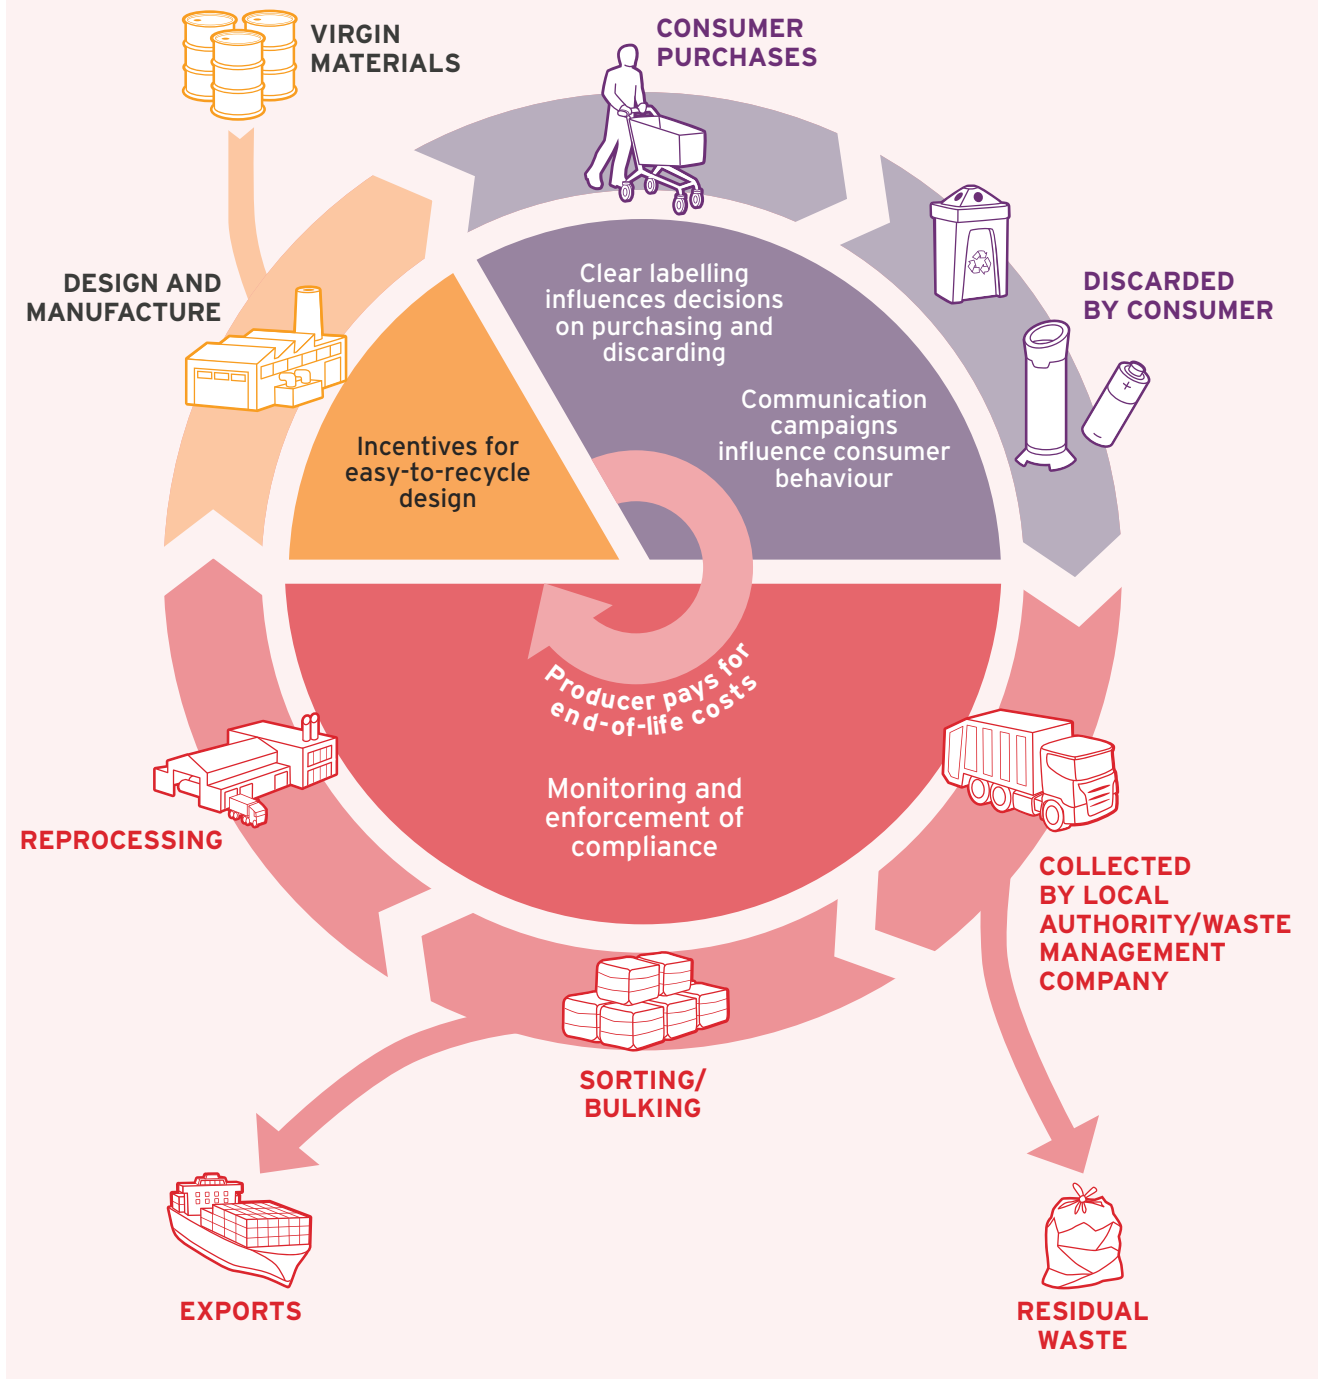 VIRGIN
MATERIALS
CONSUMER
PURCHASES
DESIGN AND
MANUFACTURE
DISCARDED
BY CONSUMER
Clear labelling
influences decisions
on purchasing and
discarding
Communication
campaigns
influence consumer
behaviour
Incentives for
easy-to-recycle
design
Producer pays for
end-of-life costs
Monitoring and
enforcement of
compliance
REPROCESSING
COLLECTED
BY LOCAL
AUTHORITY/WASTE
MANAGEMENT
COMPANY
SORTING/
BULKING
EXPORTS
RESIDUAL
WASTE